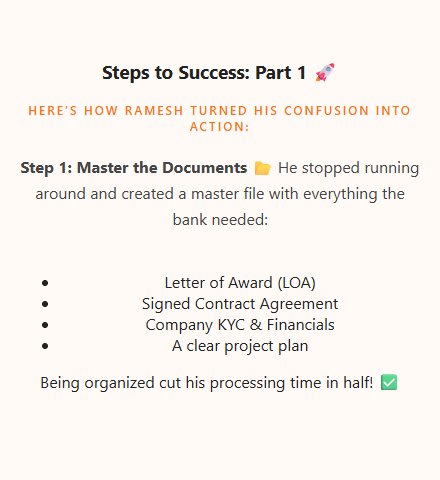 Steps to Success: Part 1 🚀
HERE'S HOW RAMESH TURNED HIS CONFUSION INTO
ACTION:
Step 1: Master the Documents 📁 He stopped running
around and created a master file with everything the
bank needed:
• Letter of Award (LOA)
• Signed Contract Agreement
• Company KYC & Financials
• A clear project plan
Being organized cut his processing time in half! ✅